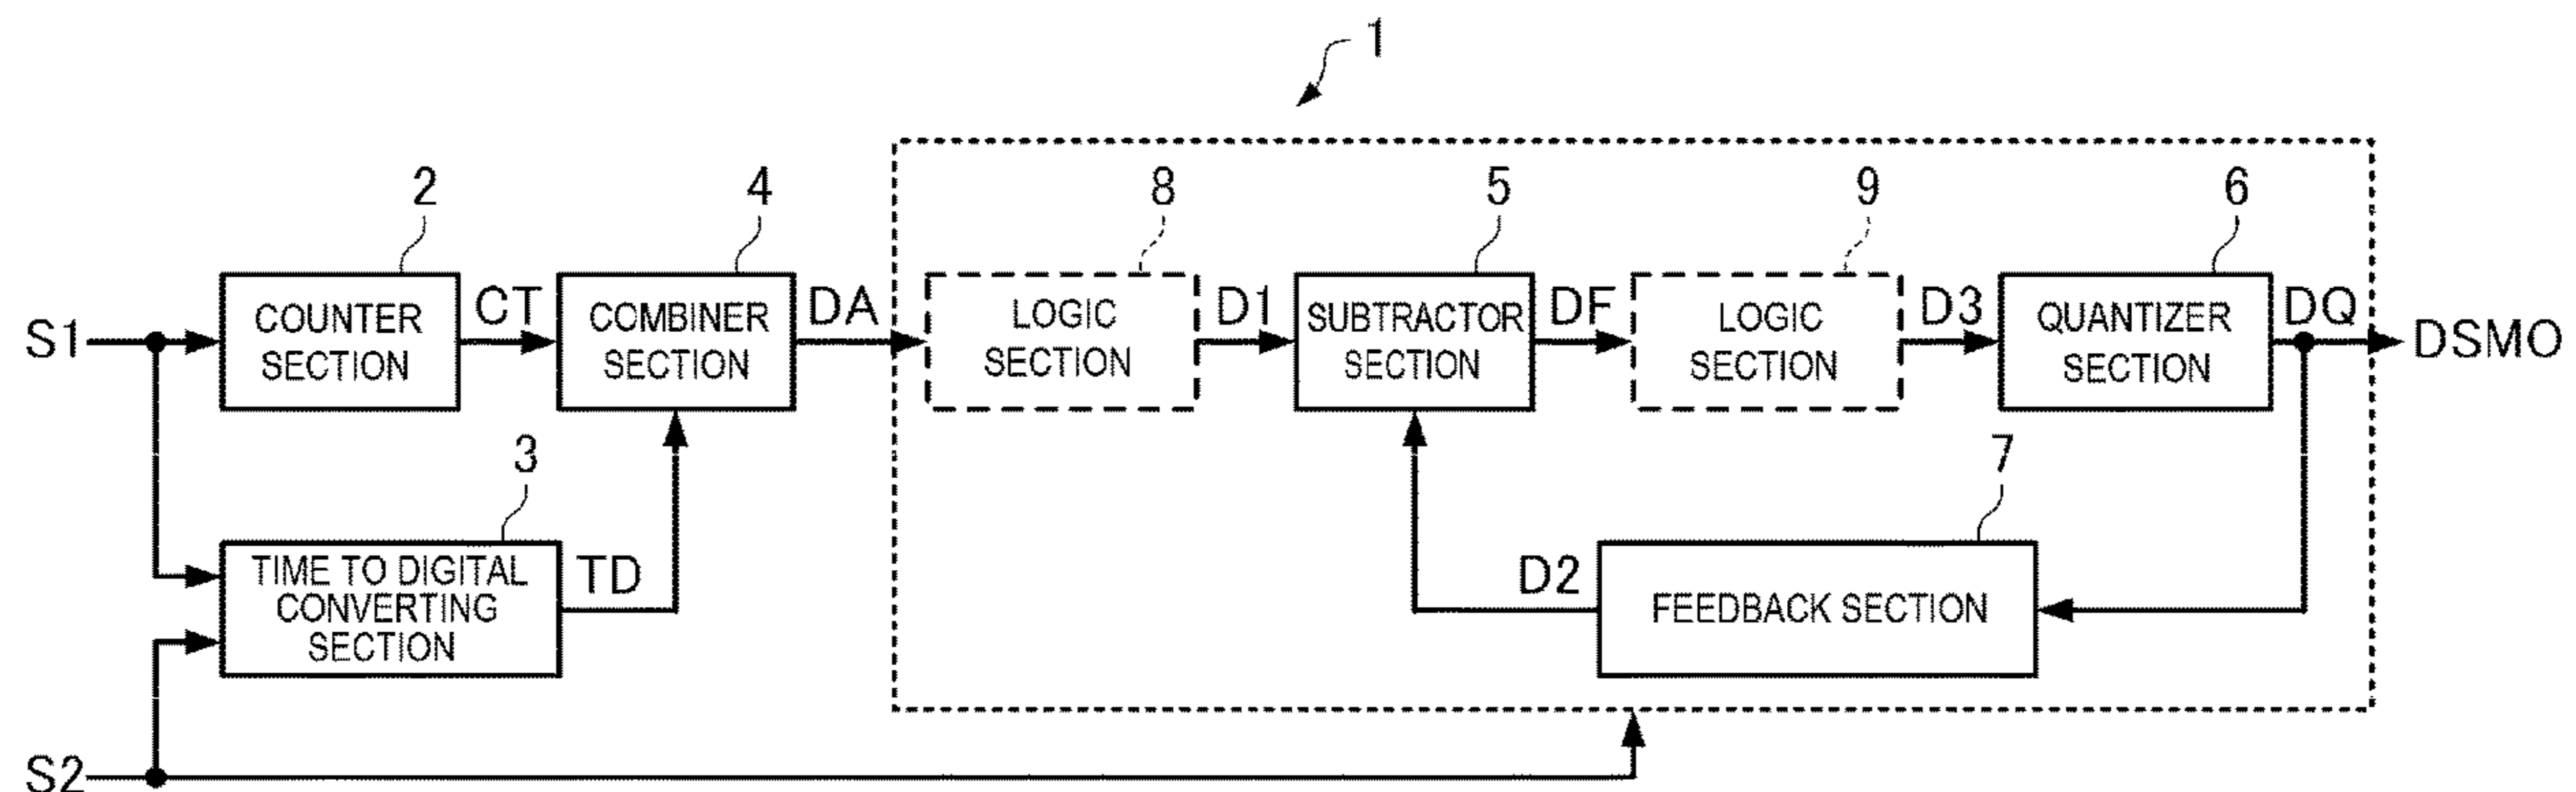 1
2
4
8
5
9
6
S1
COUNTER
SECTION
CT
COMBINER
SECTION
DA
LOGIC
SECTION
D1
SUBTRACTOR
SECTION
DF
LOGIC
SECTION
D3
QUANTIZER
SECTION
DQ
DSMO
3
7
TIME TO DIGITAL
CONVERTING
SECTION
TD
D2
FEEDBACK SECTION
S2